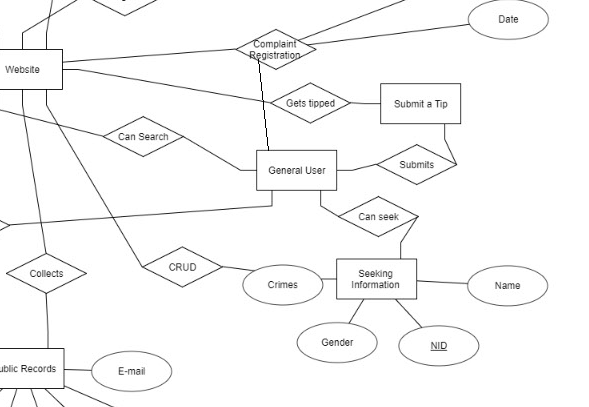 Date
Complaint
Registration
Website
Gets tipped
Submit a Tip
Can Search
General User
Submits
Can seek
Collects
CRUD
Crimes
Seeking
Information
Name
Gender
NID
ublic Records
E-mail